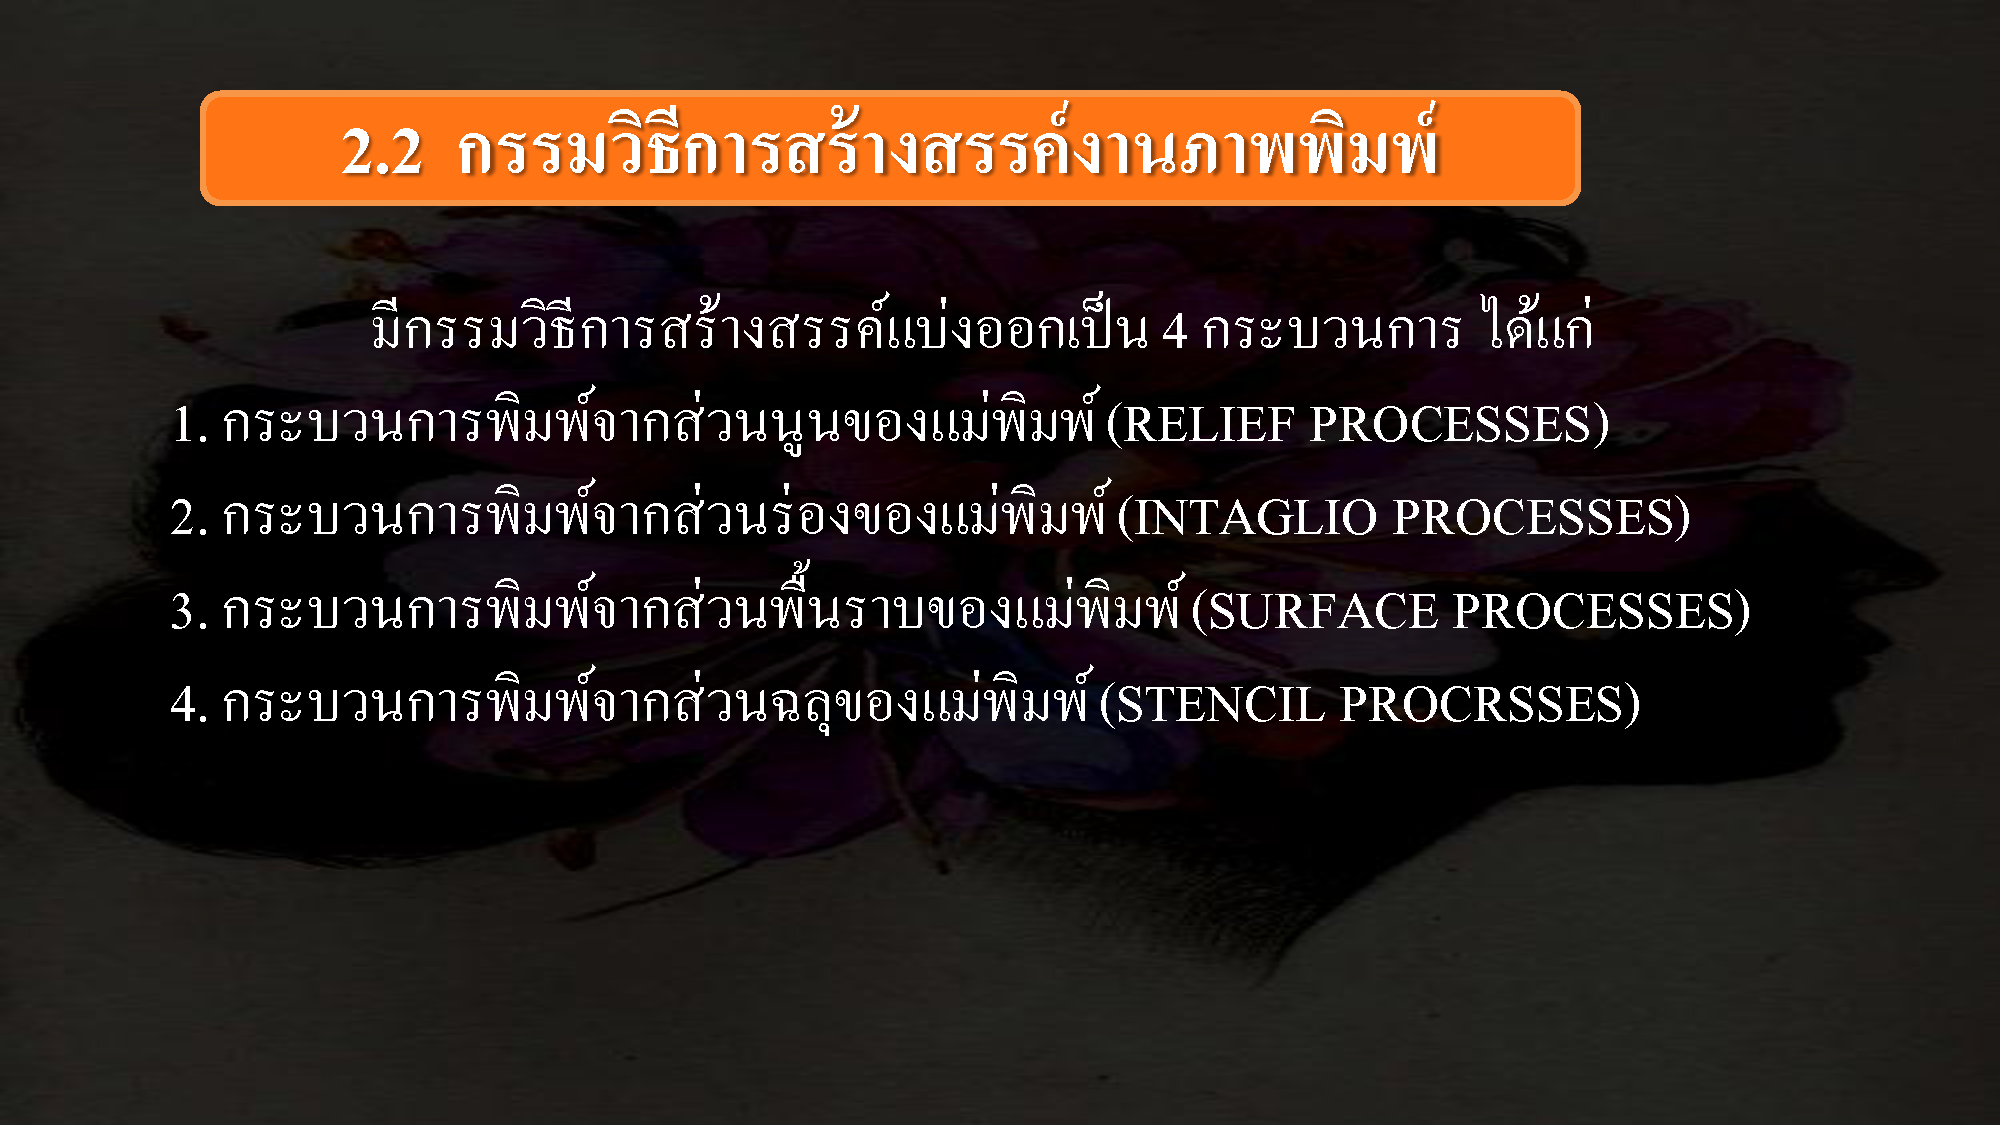 2.2 กรรมวิธีการสร้างสรรค์งานภาพพิมพ์
มีกรรมวิธีการสร้างสรรค์แบ่งออกเป็น 4 กระบวนการ ได้แก่
1. กระบวนการพิมพ์จากส่วนนูนของแม่พิมพ์ (RELIEF PROCESSES)
2. กระบวนการพิมพ์จากส่วนร่องของแม่พิมพ์ (INTAGLIO PROCESSES)
3. กระบวนการพิมพ์จากส่วนพื้นราบของแม่พิมพ์ (SURFACE PROCESSES)
4. กระบวนการพิมพ์จากส่วนฉลุของแม่พิมพ์ (STENCIL PROCRSSES)